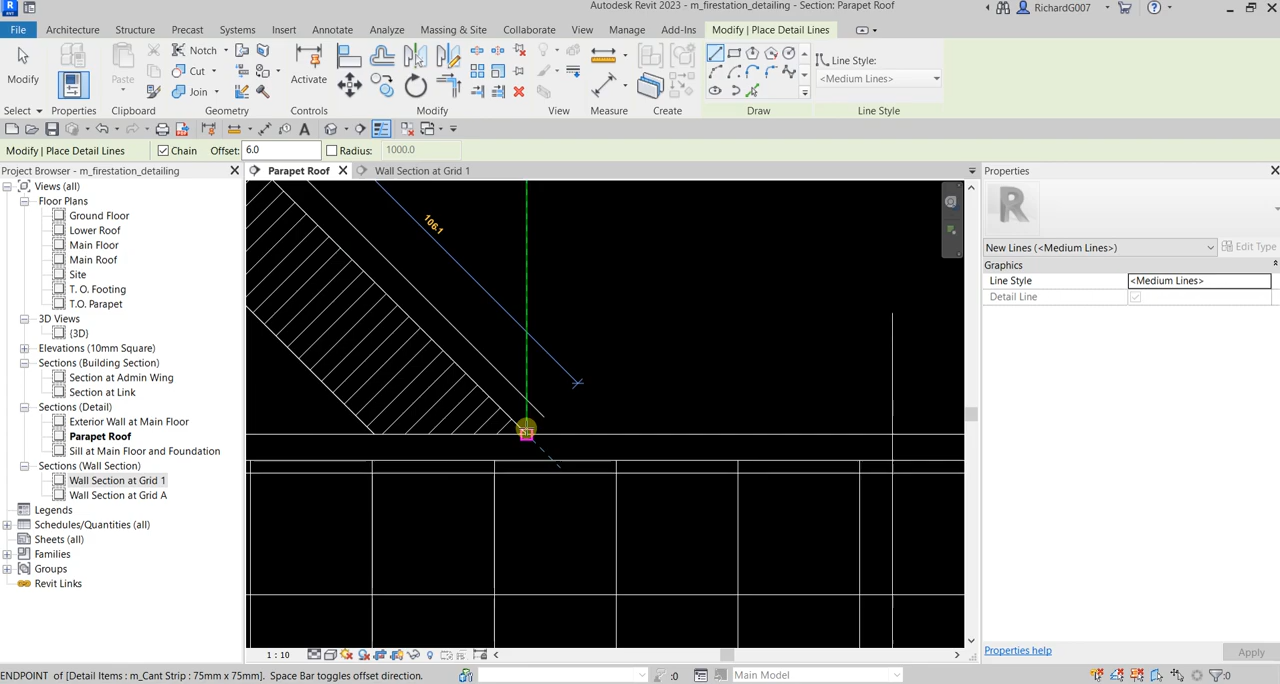 Autodesk Revit 2023 - m_firestation_detailing - Section: Parapet Roof
RichardG007
File Architecture Structure Precast Systems Insert Annotate Analyze Massing & Site Collaborate View Manage Add-Ins Modify | Place Detail Lines
Modify
Paste
Notch
Cut
Join
Activate
Line Style:
<Medium Lines>
Select Properties Clipboard Geometry Controls Modify View Measure Create Draw Line Style
Modify | Place Detail Lines Chain Offset: 6.0 Radius: 1000.0
Project Browser - m_firestation_detailing
Parapet Roof
Wall Section at Grid 1
Properties
Views (all)
Floor Plans
Ground Floor
Lower Roof
Main Floor
Main Roof
Site
T. O. Footing
T.O. Parapet
3D Views
{3D}
Elevations (10mm Square)
Sections (Building Section)
Section at Admin Wing
Section at Link
Sections (Detail)
Exterior Wall at Main Floor
Parapet Roof
Sill at Main Floor and Foundation
Sections (Wall Section)
Wall Section at Grid 1
Wall Section at Grid A
Legends
Schedules/Quantities (all)
Sheets (all)
Families
Groups
Revit Links
106.1
New Lines (<Medium Lines>)
Edit Type
Graphics
Line Style <Medium Lines>
Detail Line
Properties help
Apply
1 : 10
ENDPOINT of [Detail Items : m_Cant Strip : 75mm x 75mm]. Space Bar toggles offset direction.
:0
Main Model
:0